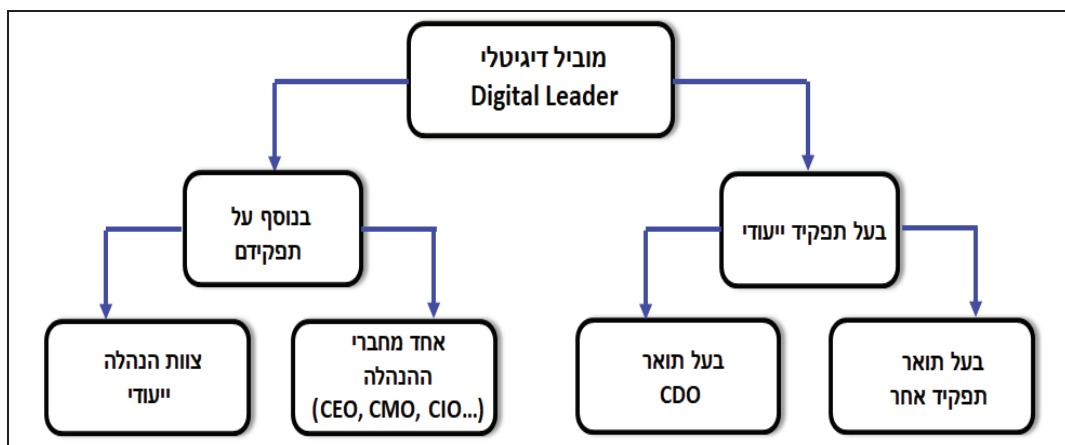 מוביל דיגיטלי
Digital Leader
בעל תפקיד ייעודי
בנוסף על
תפקידם
בעל תואר
תפקיד אחר
בעל תואר
CDO
אחד מחברי
ההנהלה
(CEO, CMO, CIO...)
צוות הנהלה
ייעודי